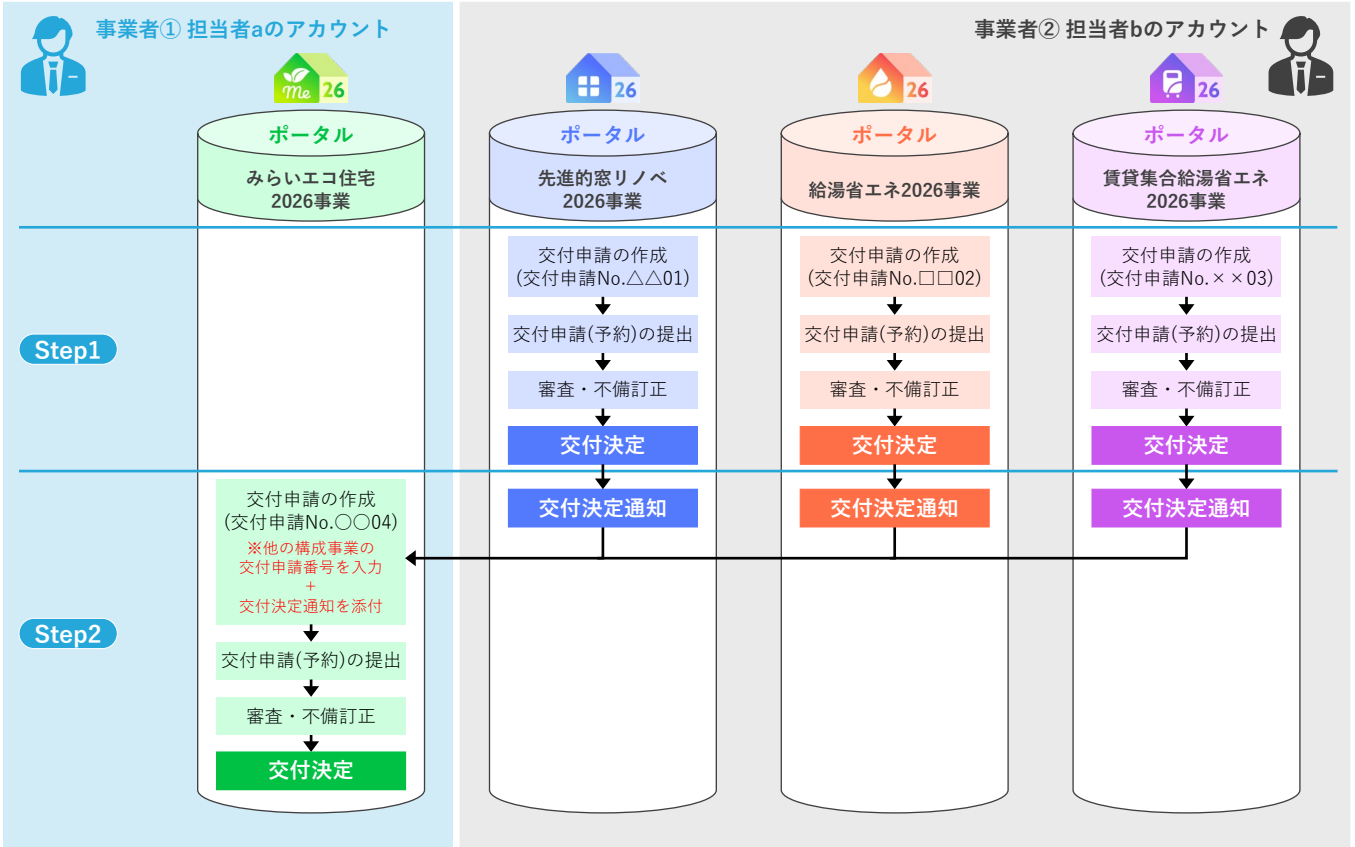 事業者① 担当者aのアカウント
事業者② 担当者bのアカウント
me 26
26
26
26
ポータル
みらいエコ住宅
2026事業
ポータル
先進的窓リノベ
2026事業
ポータル
給湯省エネ2026事業
ポータル
賃貸集合給湯省エネ
2026事業
Step1
交付申請の作成
(交付申請No.△△01)
交付申請(予約)の提出
審査・不備訂正
交付決定
交付申請の作成
(交付申請No.□□02)
交付申請(予約)の提出
審査・不備訂正
交付決定
交付申請の作成
(交付申請No.××03)
交付申請(予約)の提出
審査・不備訂正
交付決定
Step2
交付決定通知
交付決定通知
交付決定通知
交付申請の作成
(交付申請No.〇〇04)
※他の構成事業の
交付申請番号を入力
+
交付決定通知を添付
交付申請(予約)の提出
審査・不備訂正
交付決定